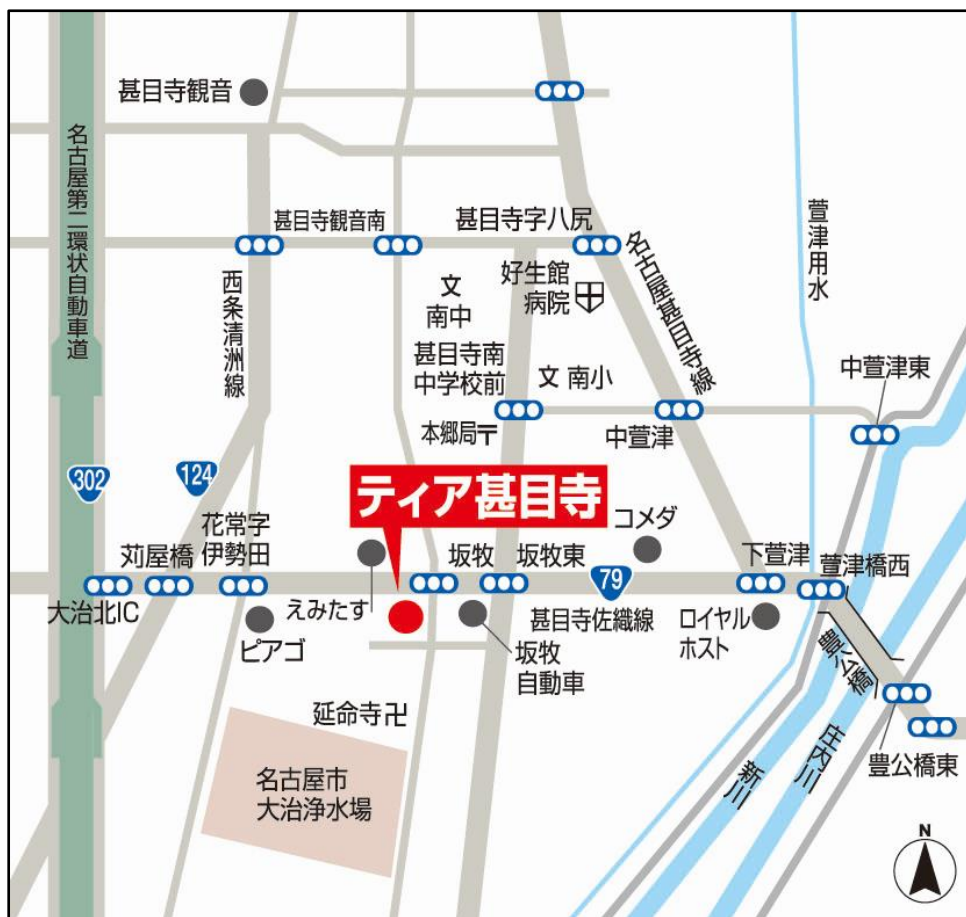 甚目寺観音
名古屋第二環状自動車道
甚目寺観音南
甚目寺字八尻
名古屋甚目寺線
萱津用水
西条清洲線
文
南中
好生館
病院
甚目寺南
中学校前
文 南小
中萱津東
本郷局〒
中萱津
302
124
ティア甚目寺
花常字
伊勢田
コメダ
苅屋橋
坂牧
坂牧東
下萱津
萱津橋西
大治北IC
えみたす
79
甚目寺佐織線
ロイヤル
ホスト
ピアゴ
坂牧
自動車
豊公橋
延命寺卍
新川
庄内川
豊公橋東
名古屋市
大治浄水場
N